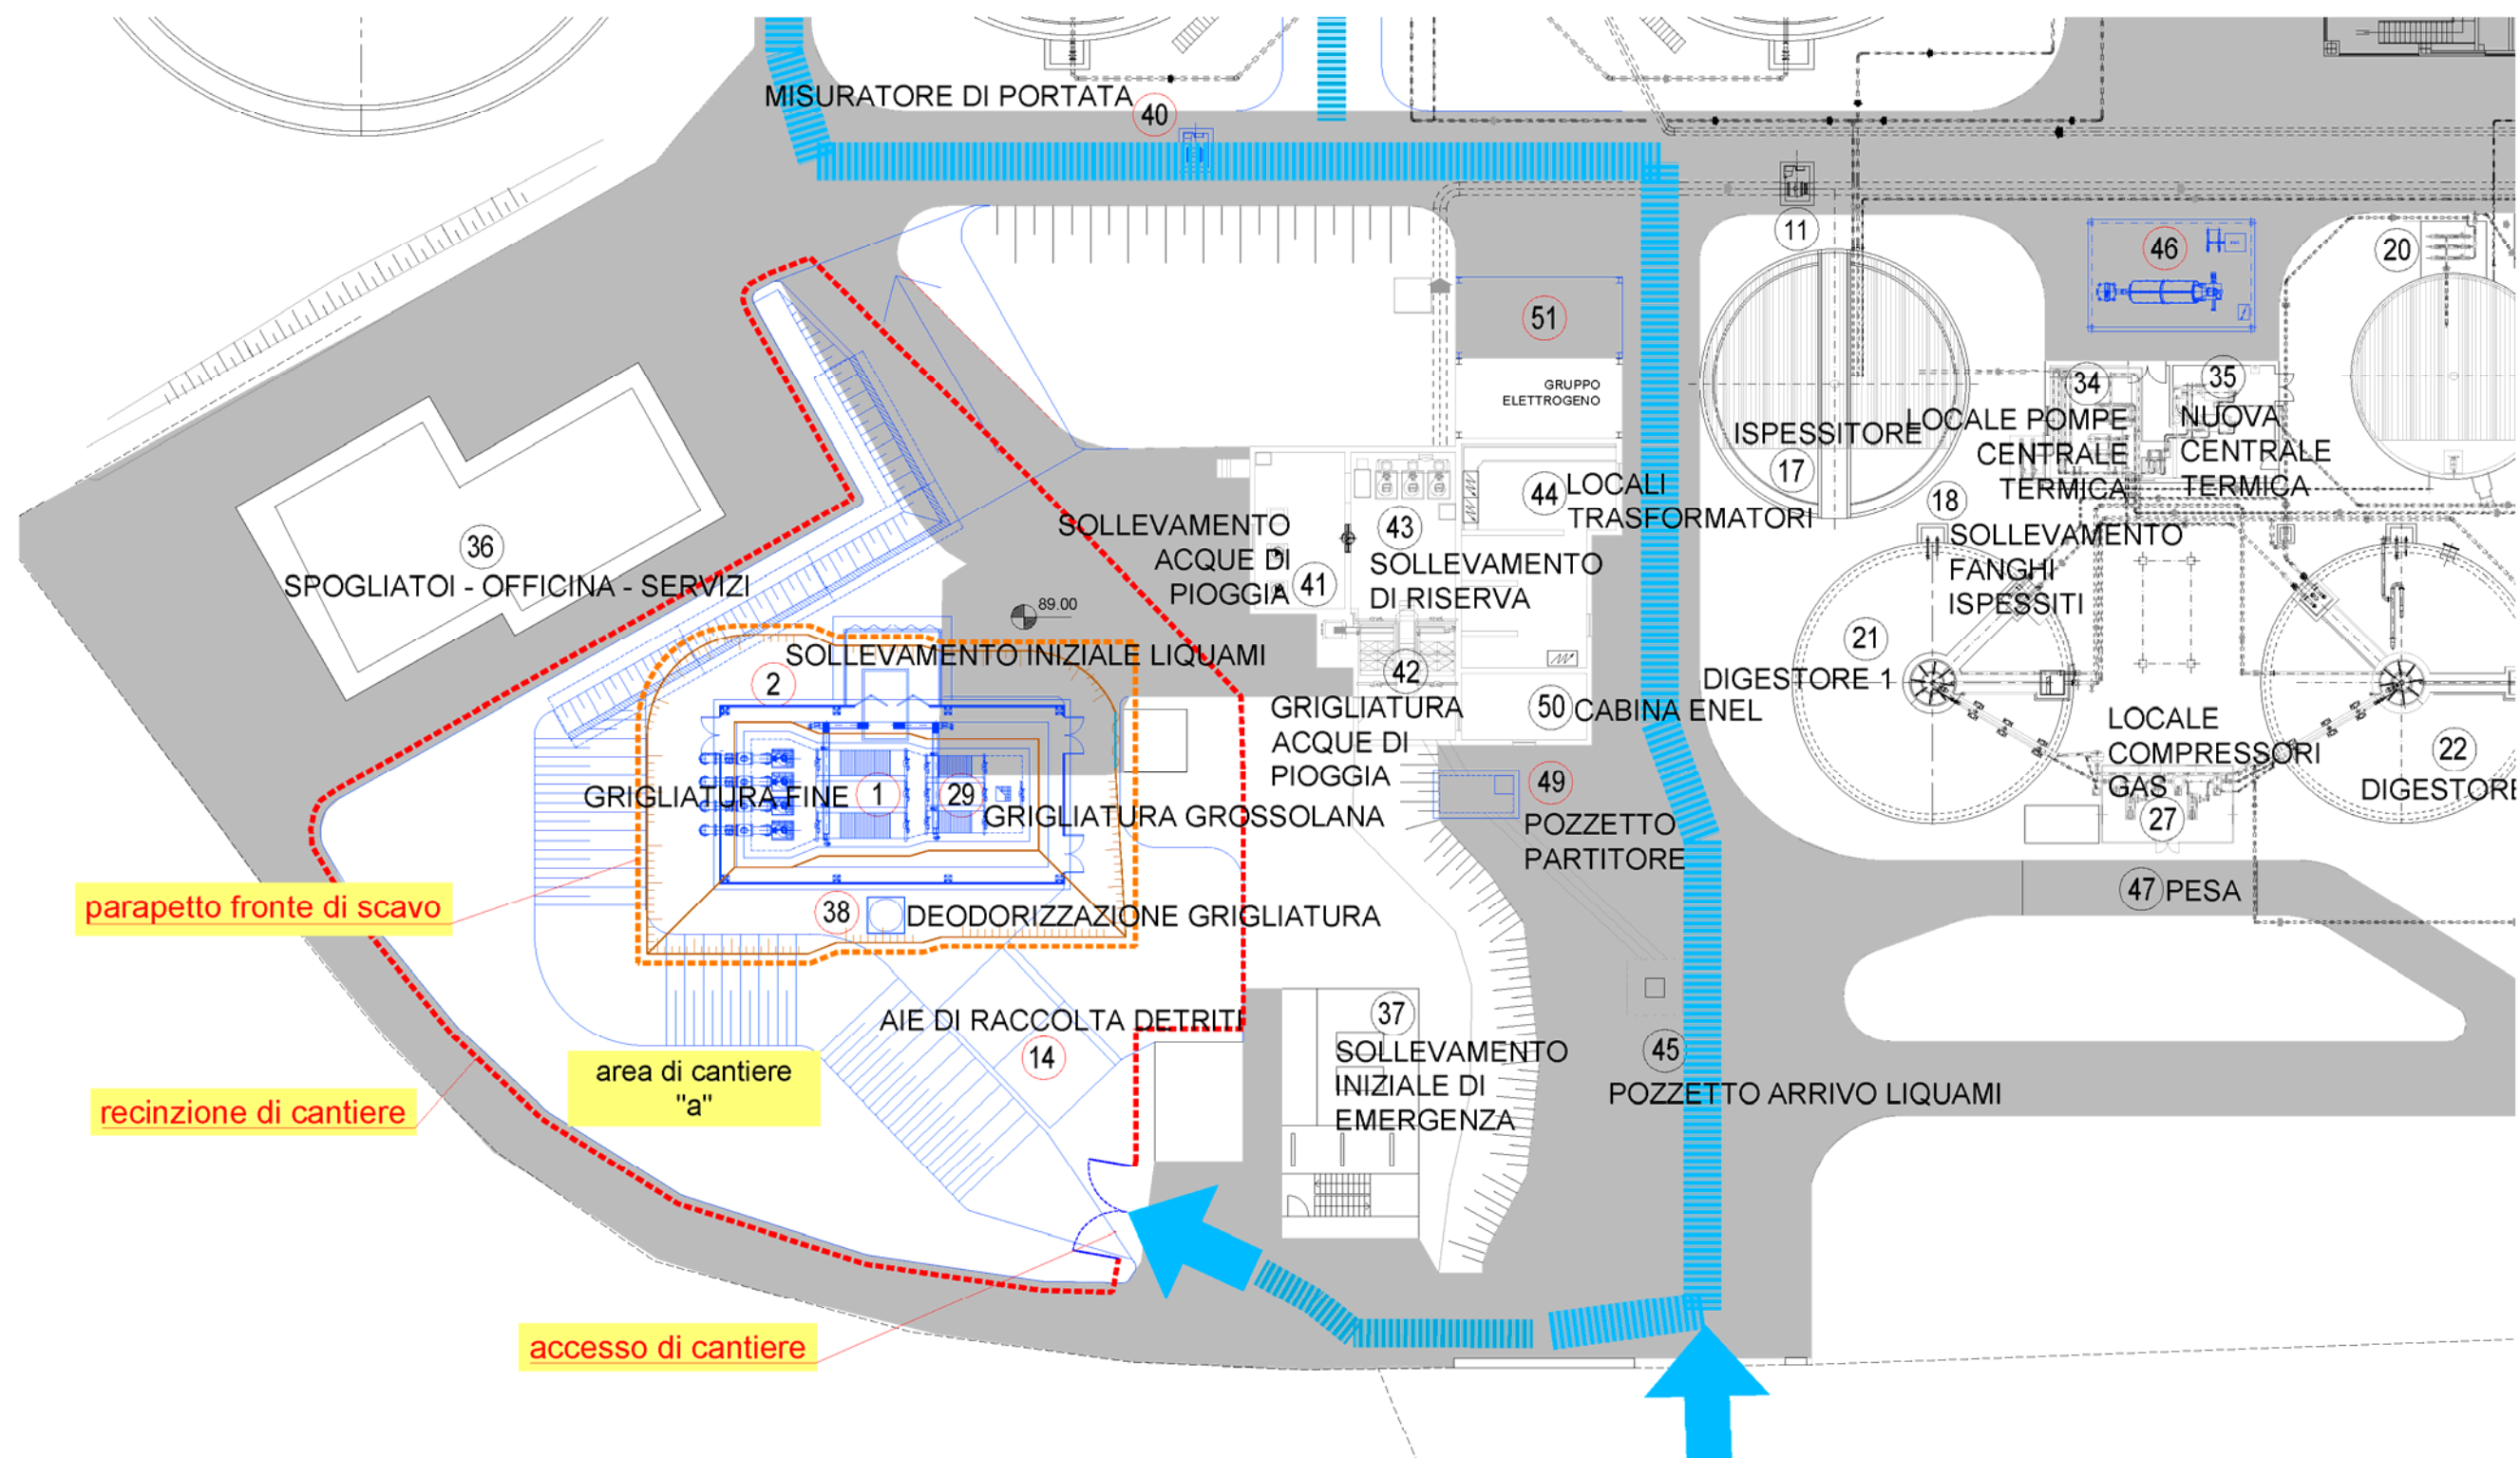 MISURATORE DI PORTATA
40
11
46
20
51
GRUPPO
ELETTROGENO
34
35
ISPESSITORE
17
LOCALE POMPE
CENTRALE
TERMICA
NUOVA
CENTRALE
TERMICA
44
LOCALI
TRASFORMATORI
18
SOLLEVAMENTO
FANGHI
ISPESSITI
36
SPOGLIATOI - OFFICINA - SERVIZI
SOLLEVAMENTO
ACQUE DI
PIOGGIA
41
43
SOLLEVAMENTO
DI RISERVA
89.00
SOLLEVAMENTO INIZIALE LIQUAMI
2
42
GRIGLIATURA
ACQUE DI
PIOGGIA
50
CABINA ENEL
21
DIGESTORE 1
LOCALE
COMPRESSORI
GAS
27
22
DIGESTORE
GRIGLIATURA FINE
1
29
GRIGLIATURA GROSSOLANA
49
POZZETTO
PARTITORE
parapetto fronte di scavo
38
DEODORIZZAZIONE GRIGLIATURA
47
PESA
AIE DI RACCOLTA DETRITI
14
37
SOLLEVAMENTO
INIZIALE DI
EMERGENZA
45
POZZETTO ARRIVO LIQUAMI
area di cantiere
"a"
recinzione di cantiere
accesso di cantiere